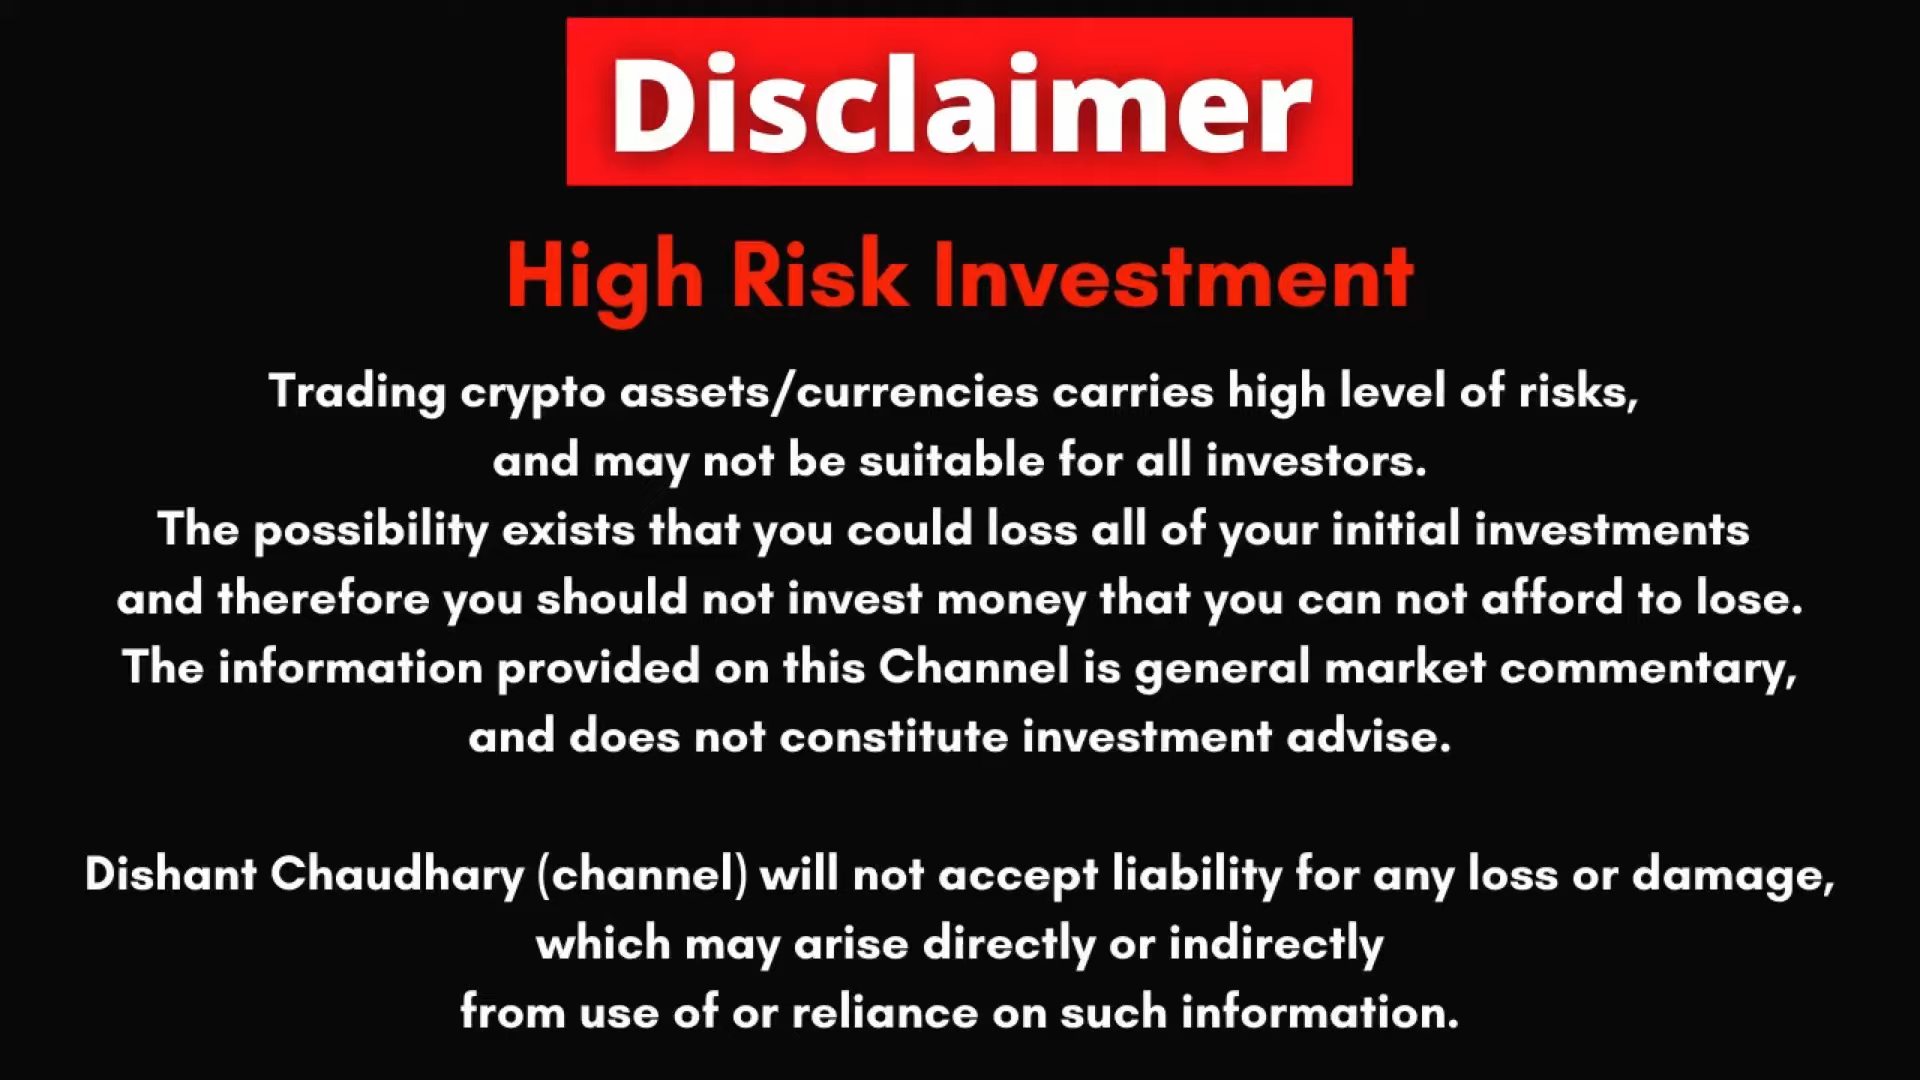 Disclaimer
High Risk Investment
Trading crypto assets/currencies carries high level of risks,
and may not be suitable for all investors.
The possibility exists that you could loss all of your initial investments
and therefore you should not invest money that you can not afford to lose.
The information provided on this Channel is general market commentary,
and does not constitute investment advise.
Dishant Chaudhary (channel) will not accept liability for any loss or damage,
which may arise directly or indirectly
from use of or reliance on such information.